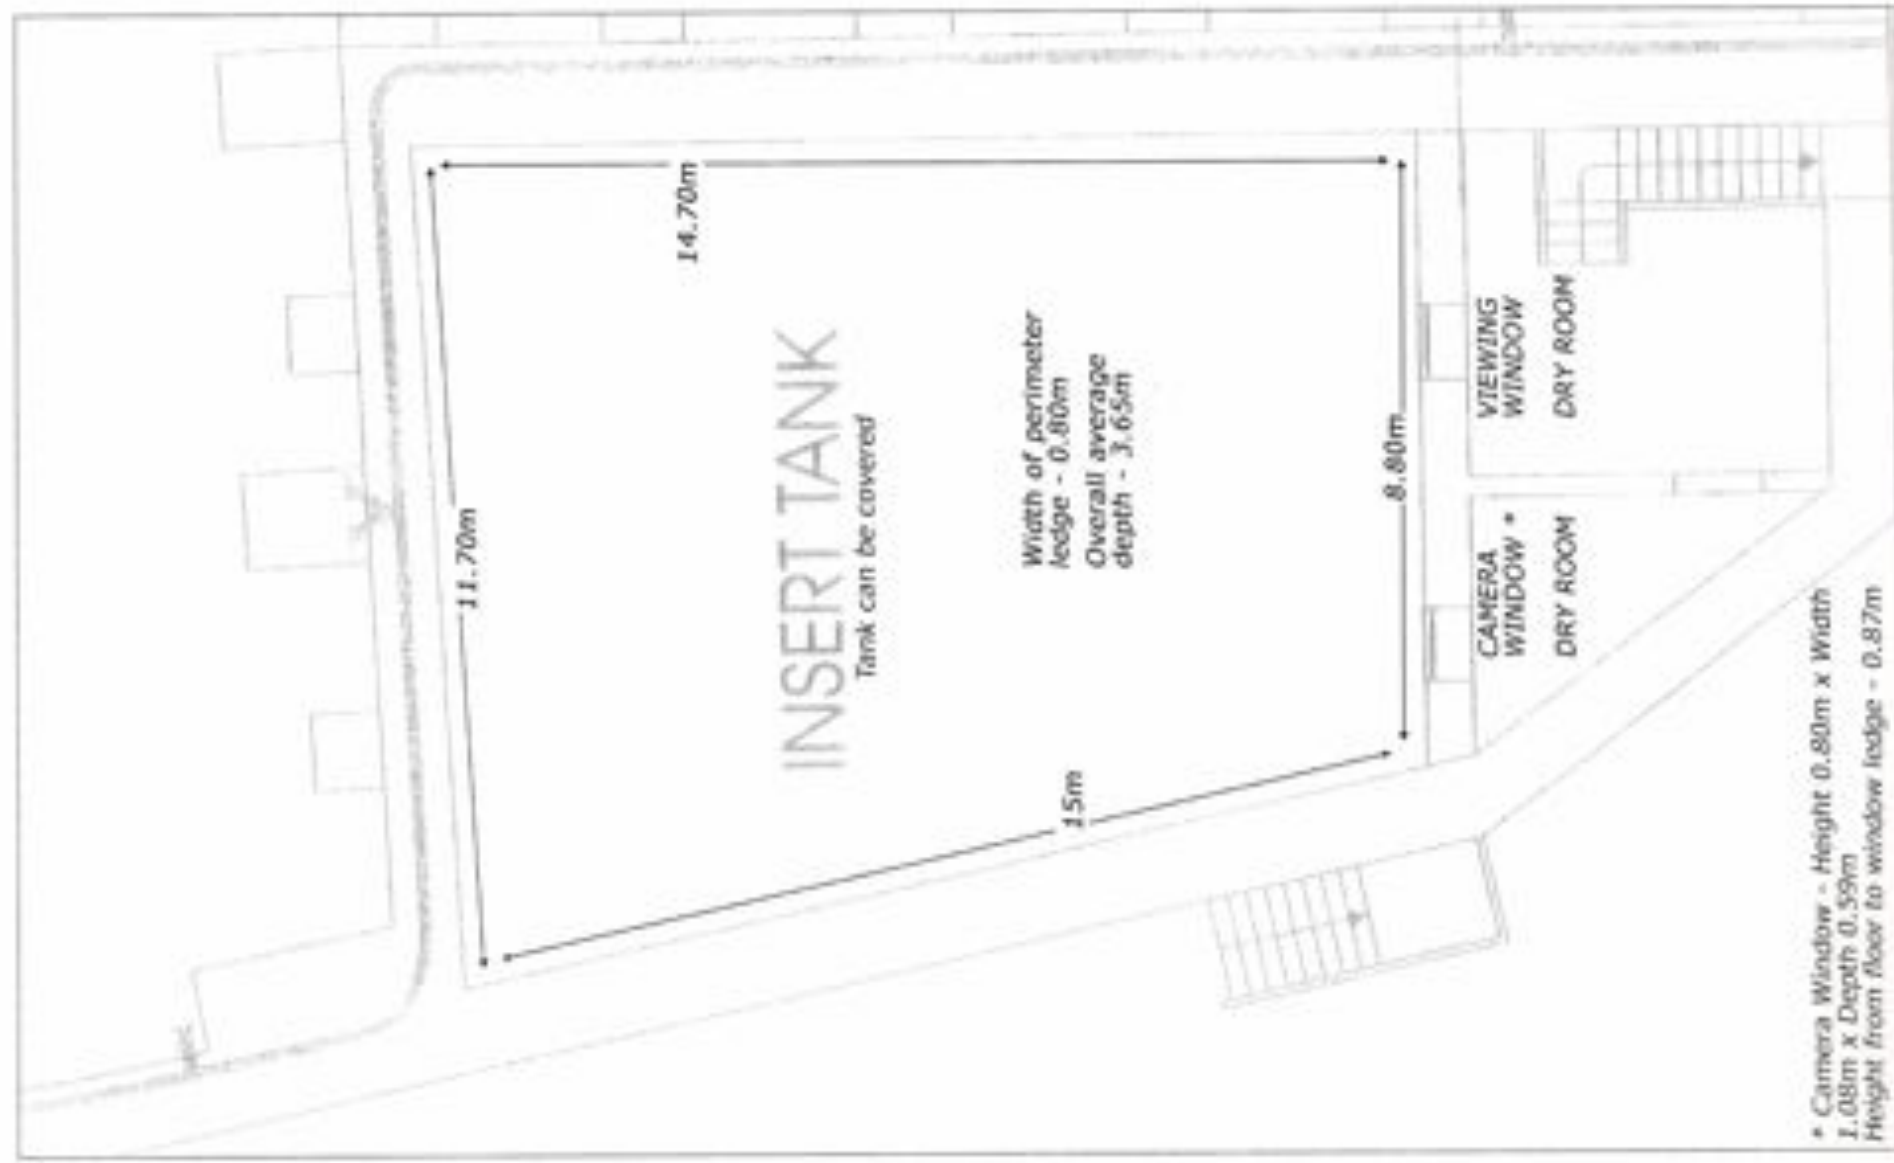 11.70m
14.70m
INSERT TANK
Tank can be covered
Width of perimeter
ledge - 0.80m
Overall average
depth - 3.65m
15m
8.80m
CAMERA
WINDOW *
DRY ROOM
VIEWING
WINDOW
DRY ROOM
* Camera Window - Height 0.80m x Width
1.08m x Depth 0.59m
Height from floor to window ledge - 0.87m